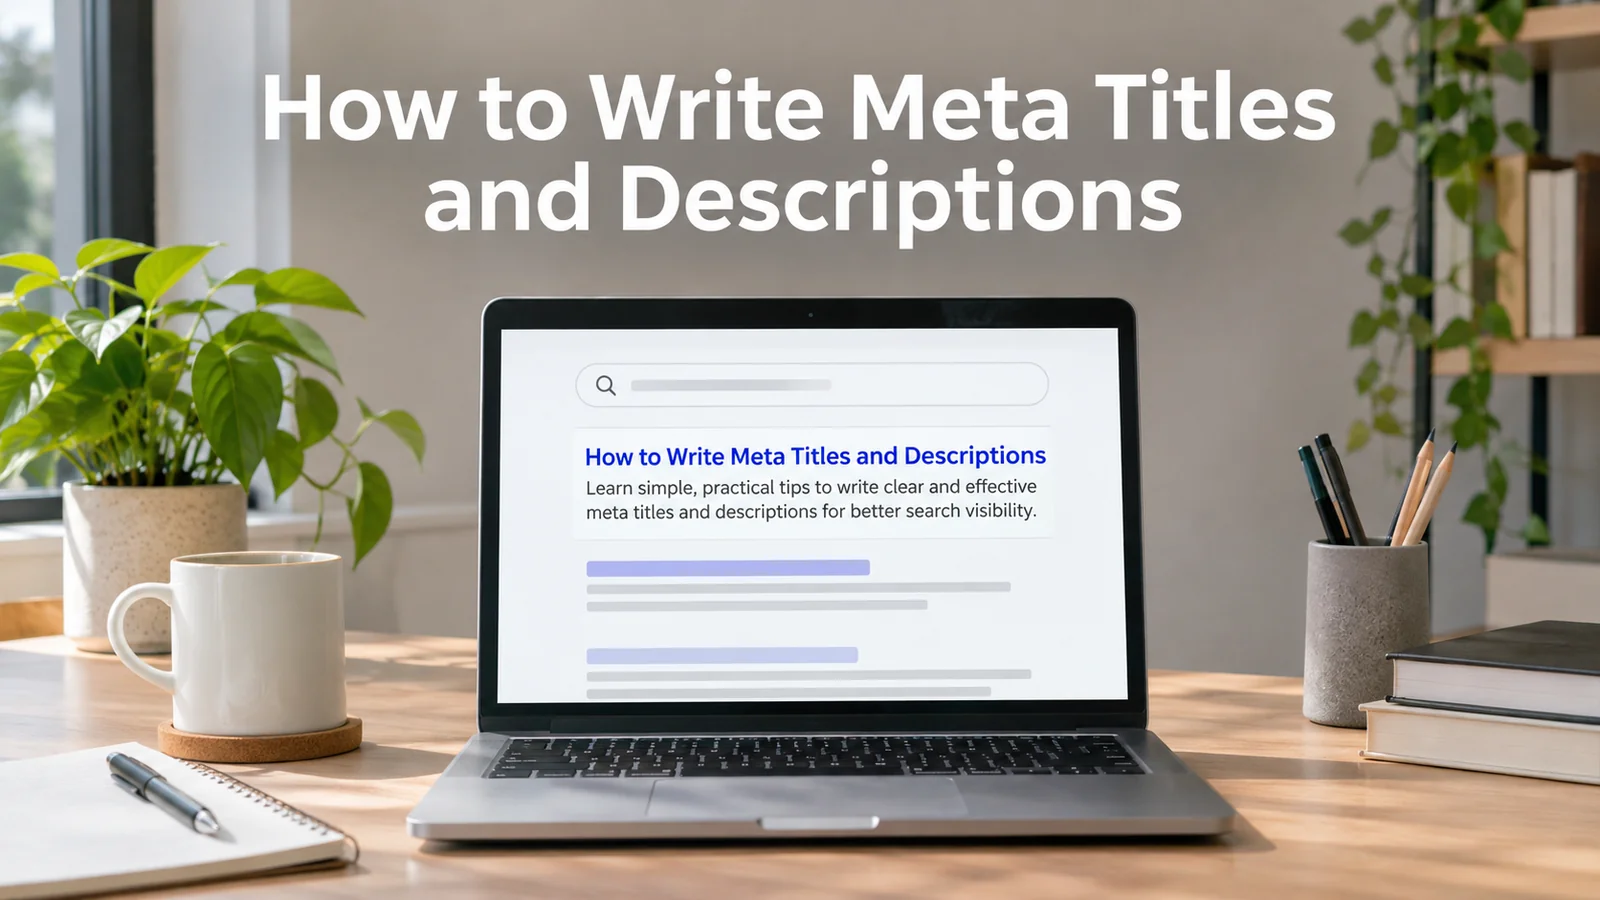 How to Write Meta Titles
and Descriptions
How to Write Meta Titles and Descriptions
Learn simple, practical tips to write clear and effective
meta titles and descriptions for better search visibility.